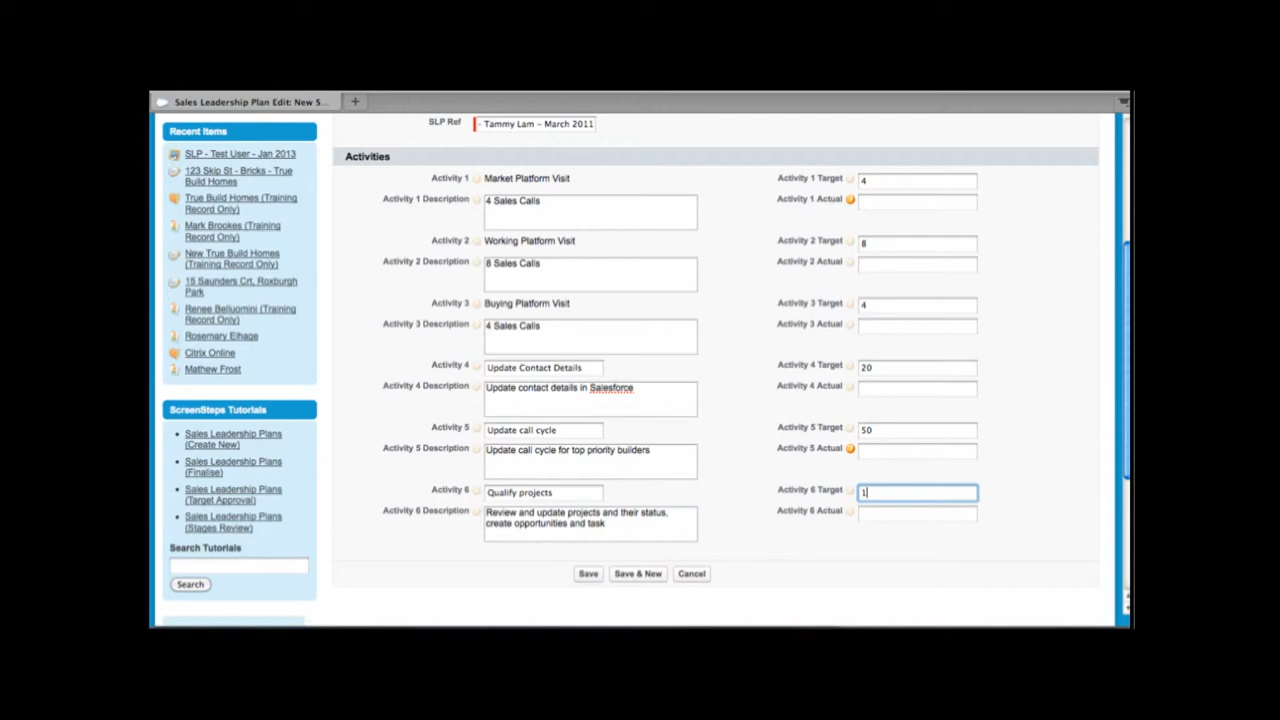 Sales Leadership Plan Edit: New S...
+
Recent Items
SLP - Test User - Jan 2013
123 Skip St - Bricks - True
Build Homes
True Build Homes (Training
Record Only)
Mark Brookes (Training
Record Only)
New True Build Homes
(Training Record Only)
15 Saunders Crt, Roxburgh
Park
Renee Belluomini (Training
Record Only)
Rosemary Elhage
Citrix Online
Mathew Frost
ScreenSteps Tutorials
• Sales Leadership Plans
(Create New)
• Sales Leadership Plans
(Finalise)
• Sales Leadership Plans
(Target Approval)
• Sales Leadership Plans
(Stages Review)
Search Tutorials
Search
SLP Ref - Tammy Lam - March 2011
Activities
Activity 1 Market Platform Visit Activity 1 Target 4
Activity 1 Description 4 Sales Calls Activity 1 Actual
Activity 2 Working Platform Visit Activity 2 Target 8
Activity 2 Description 8 Sales Calls Activity 2 Actual
Activity 3 Buying Platform Visit Activity 3 Target 4
Activity 3 Description 4 Sales Calls Activity 3 Actual
Activity 4 Update Contact Details Activity 4 Target 20
Activity 4 Description Update contact details in Salesforce Activity 4 Actual
Activity 5 Update call cycle Activity 5 Target 50
Activity 5 Description Update call cycle for top priority builders Activity 5 Actual
Activity 6 Qualify projects Activity 6 Target 1
Activity 6 Description Review and update projects and their status, Activity 6 Actual
create opportunities and task
Save Save & New Cancel